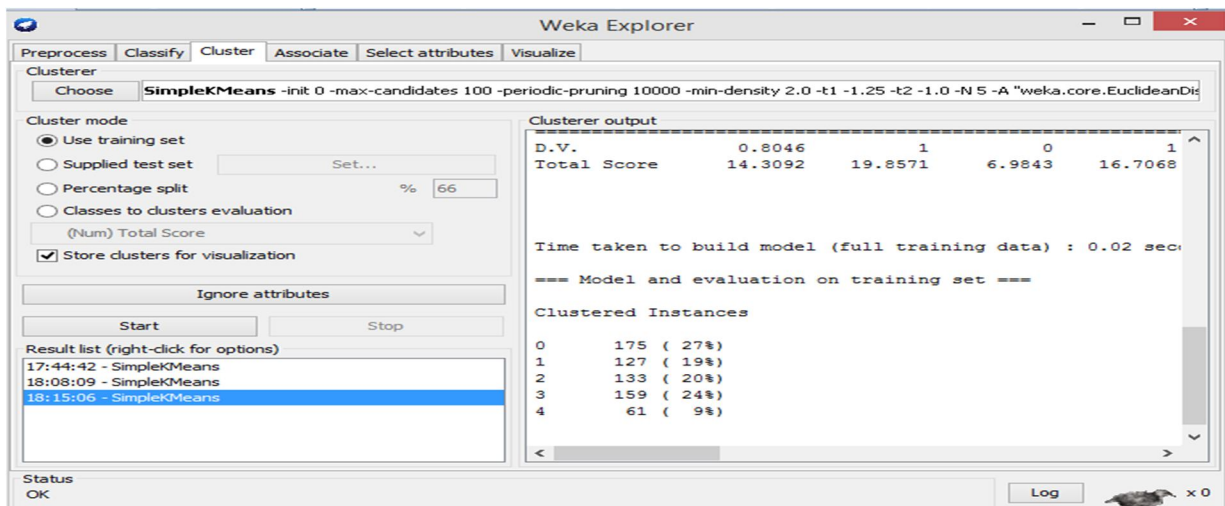 Weka Explorer
Preprocess Classify Cluster Associate Select attributes Visualize
Clusterer
Choose SimpleKMeans -init 0 -max-candidates 100 -periodic-pruning 10000 -min-density 2.0 -t1 -1.25 -t2 -1.0 -N 5 -A "weka.core.EuclideanDis
Cluster mode
Use training set
Supplied test set Set...
Percentage split % 66
Classes to clusters evaluation
(Num) Total Score
Store clusters for visualization
Ignore attributes
Start Stop
Result list (right-click for options)
17:44:42 - SimpleKMeans
18:08:09 - SimpleKMeans
18:15:06 - SimpleKMeans
Clusterer output
D.V. 0.8046 1 0 1
Total Score 14.3092 19.8571 6.9843 16.7068
Time taken to build model (full training data) : 0.02 seco
=== Model and evaluation on training set ===
Clustered Instances
0 175 ( 27%)
1 127 ( 19%)
2 133 ( 20%)
3 159 ( 24%)
4 61 ( 9%)
Status
OK
Log x 0